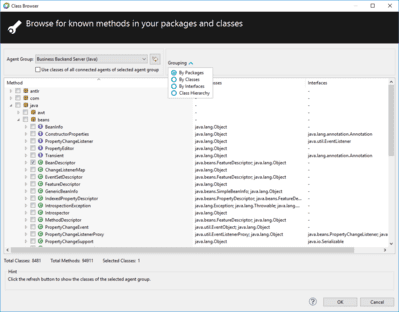 Class Browser
Browse for known methods in your packages and classes
Agent Group: Business Backend Server (Java)
Use classes of all connected agents of selected agent group
Grouping
By Packages
By Classes
By Interfaces
Class Hierarchy
Method Interfaces
antlr - -
com - -
java - -
awt - -
beans - -
BeanInfo java.lang.Object -
ConstructorProperties java.lang.Object java.lang.annotation.Annotation
PropertyChangeListener java.lang.Object java.util.EventListener
PropertyEditor java.lang.Object -
Transient java.lang.Object java.lang.annotation.Annotation
BeanDescriptor java.beans.FeatureDescriptor; java.lang.Object -
ChangeListenerMap java.lang.Object -
EventSetDescriptor java.beans.FeatureDescriptor; java.lang.Object -
FeatureDescriptor java.lang.Object -
GenericBeanInfo java.beans.SimpleBeanInfo; java.lang.Object -
IndexedPropertyDescriptor java.beans.PropertyDescriptor; java.beans.FeatureDe... -
IntrospectionException java.lang.Exception; java.lang.Throwable; java.lang... -
Introspector java.lang.Object -
MethodDescriptor java.beans.FeatureDescriptor; java.lang.Object -
PropertyChangeEvent java.util.EventObject; java.lang.Object -
PropertyChangeListenerProxy java.util.EventListenerProxy; java.lang.Object java.beans.PropertyChangeListener; java
PropertyChangeSupport java.lang.Object java.io.Serializable
Total Classes: 8481 Total Methods: 84911 Selected Classes: 1
Hint
Click the refresh button to show the classes of the selected agent group.
OK
Cancel